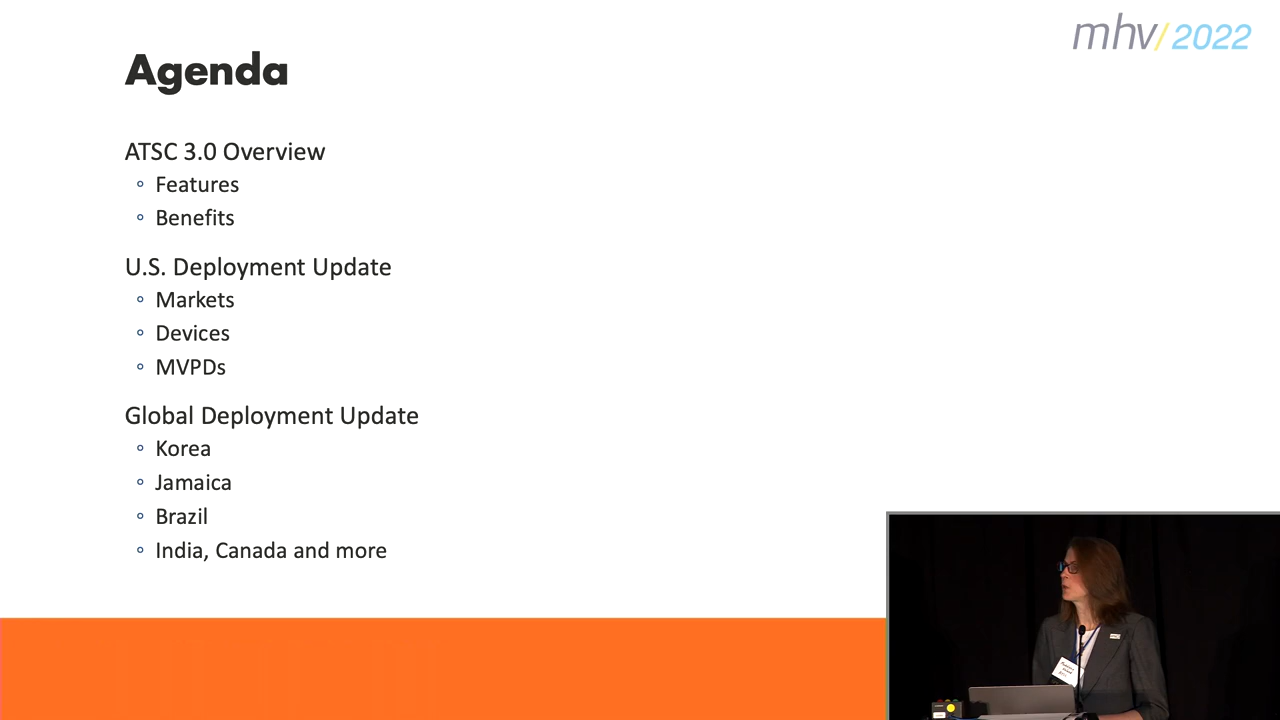 mhv/2022
Agenda
ATSC 3.0 Overview
Features
Benefits
U.S. Deployment Update
Markets
Devices
MVPDs
Global Deployment Update
Korea
Jamaica
Brazil
India, Canada and more